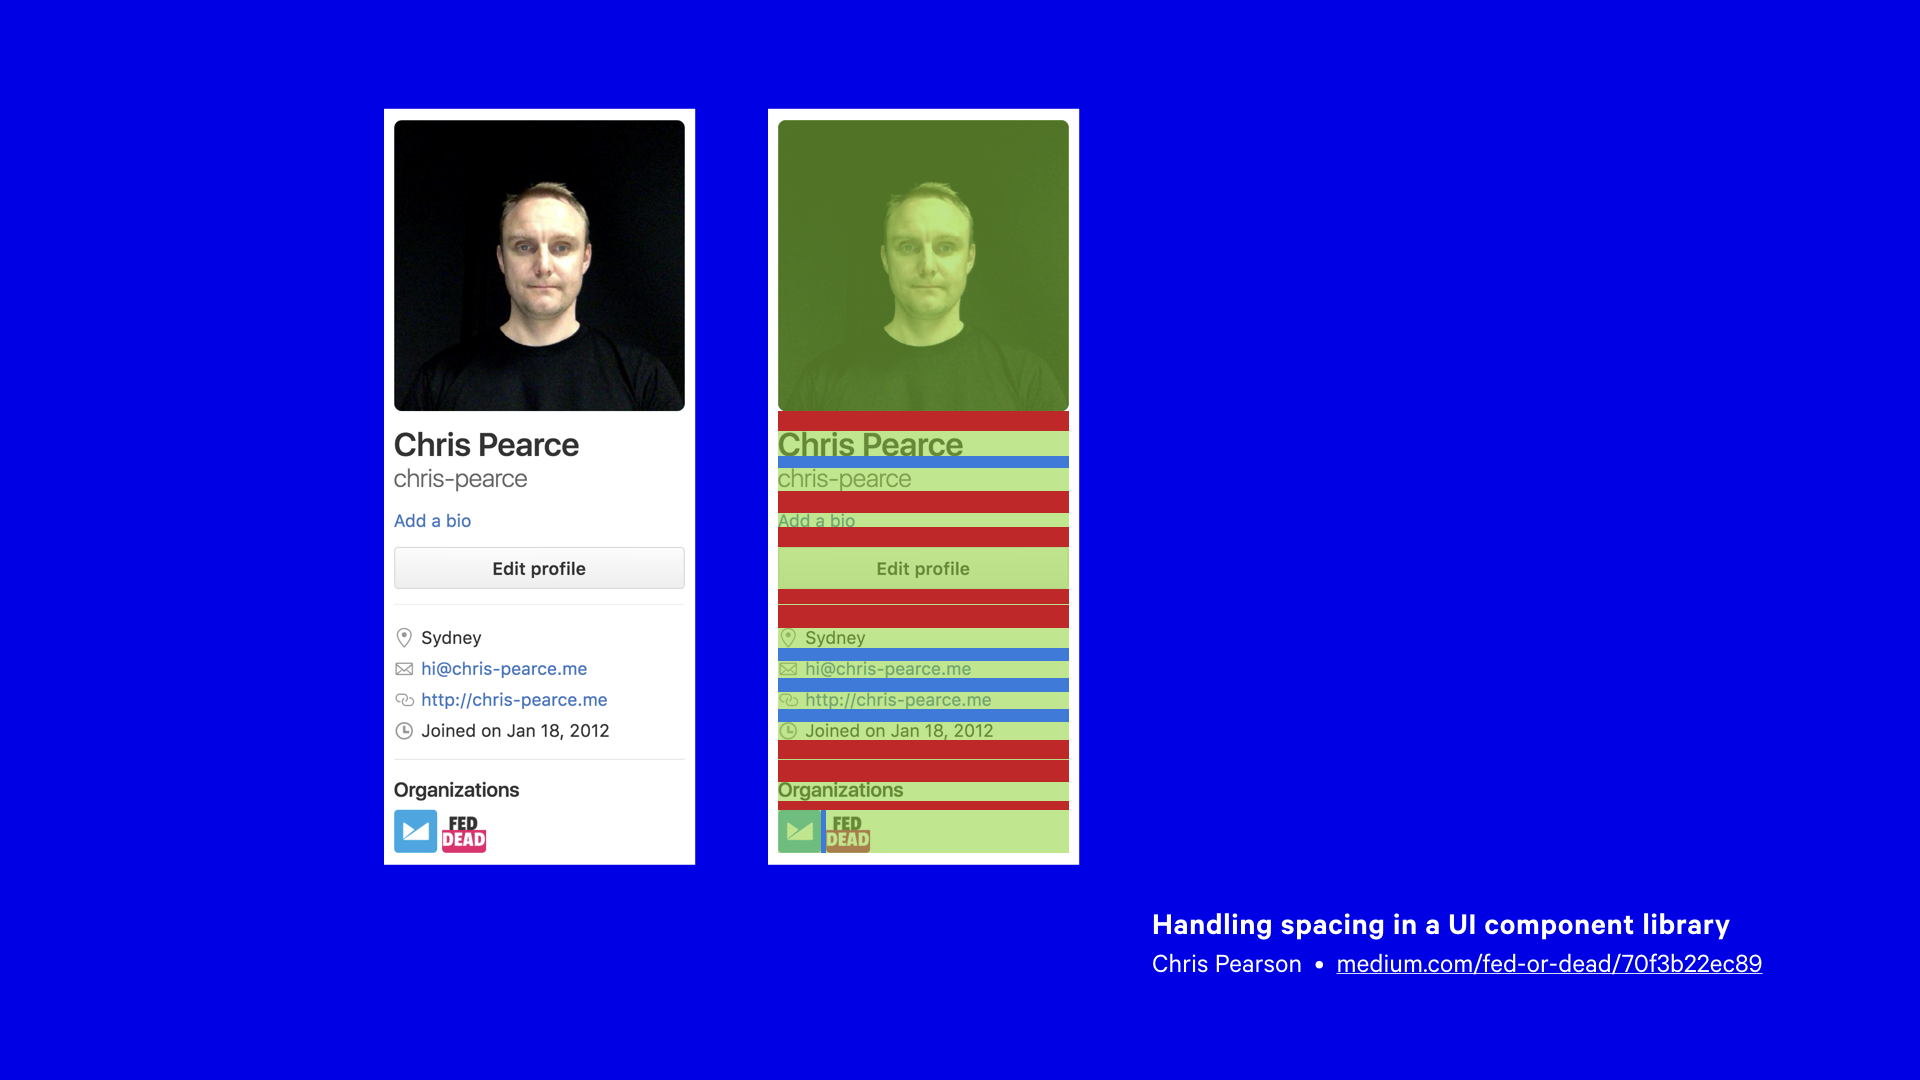 Chris Pearce
chris-pearce
Add a bio
Edit profile
Sydney
hi@chris-pearce.me
http://chris-pearce.me
Joined on Jan 18, 2012
Organizations
FED
DEAD
Chris Pearce
chris-pearce
Add a bio
Edit profile
Sydney
hi@chris-pearce.me
http://chris-pearce.me
Joined on Jan 18, 2012
Organizations
FED
DEAD
Handling spacing in a UI component library
Chris Pearson • medium.com/fed-or-dead/70f3b22ec89